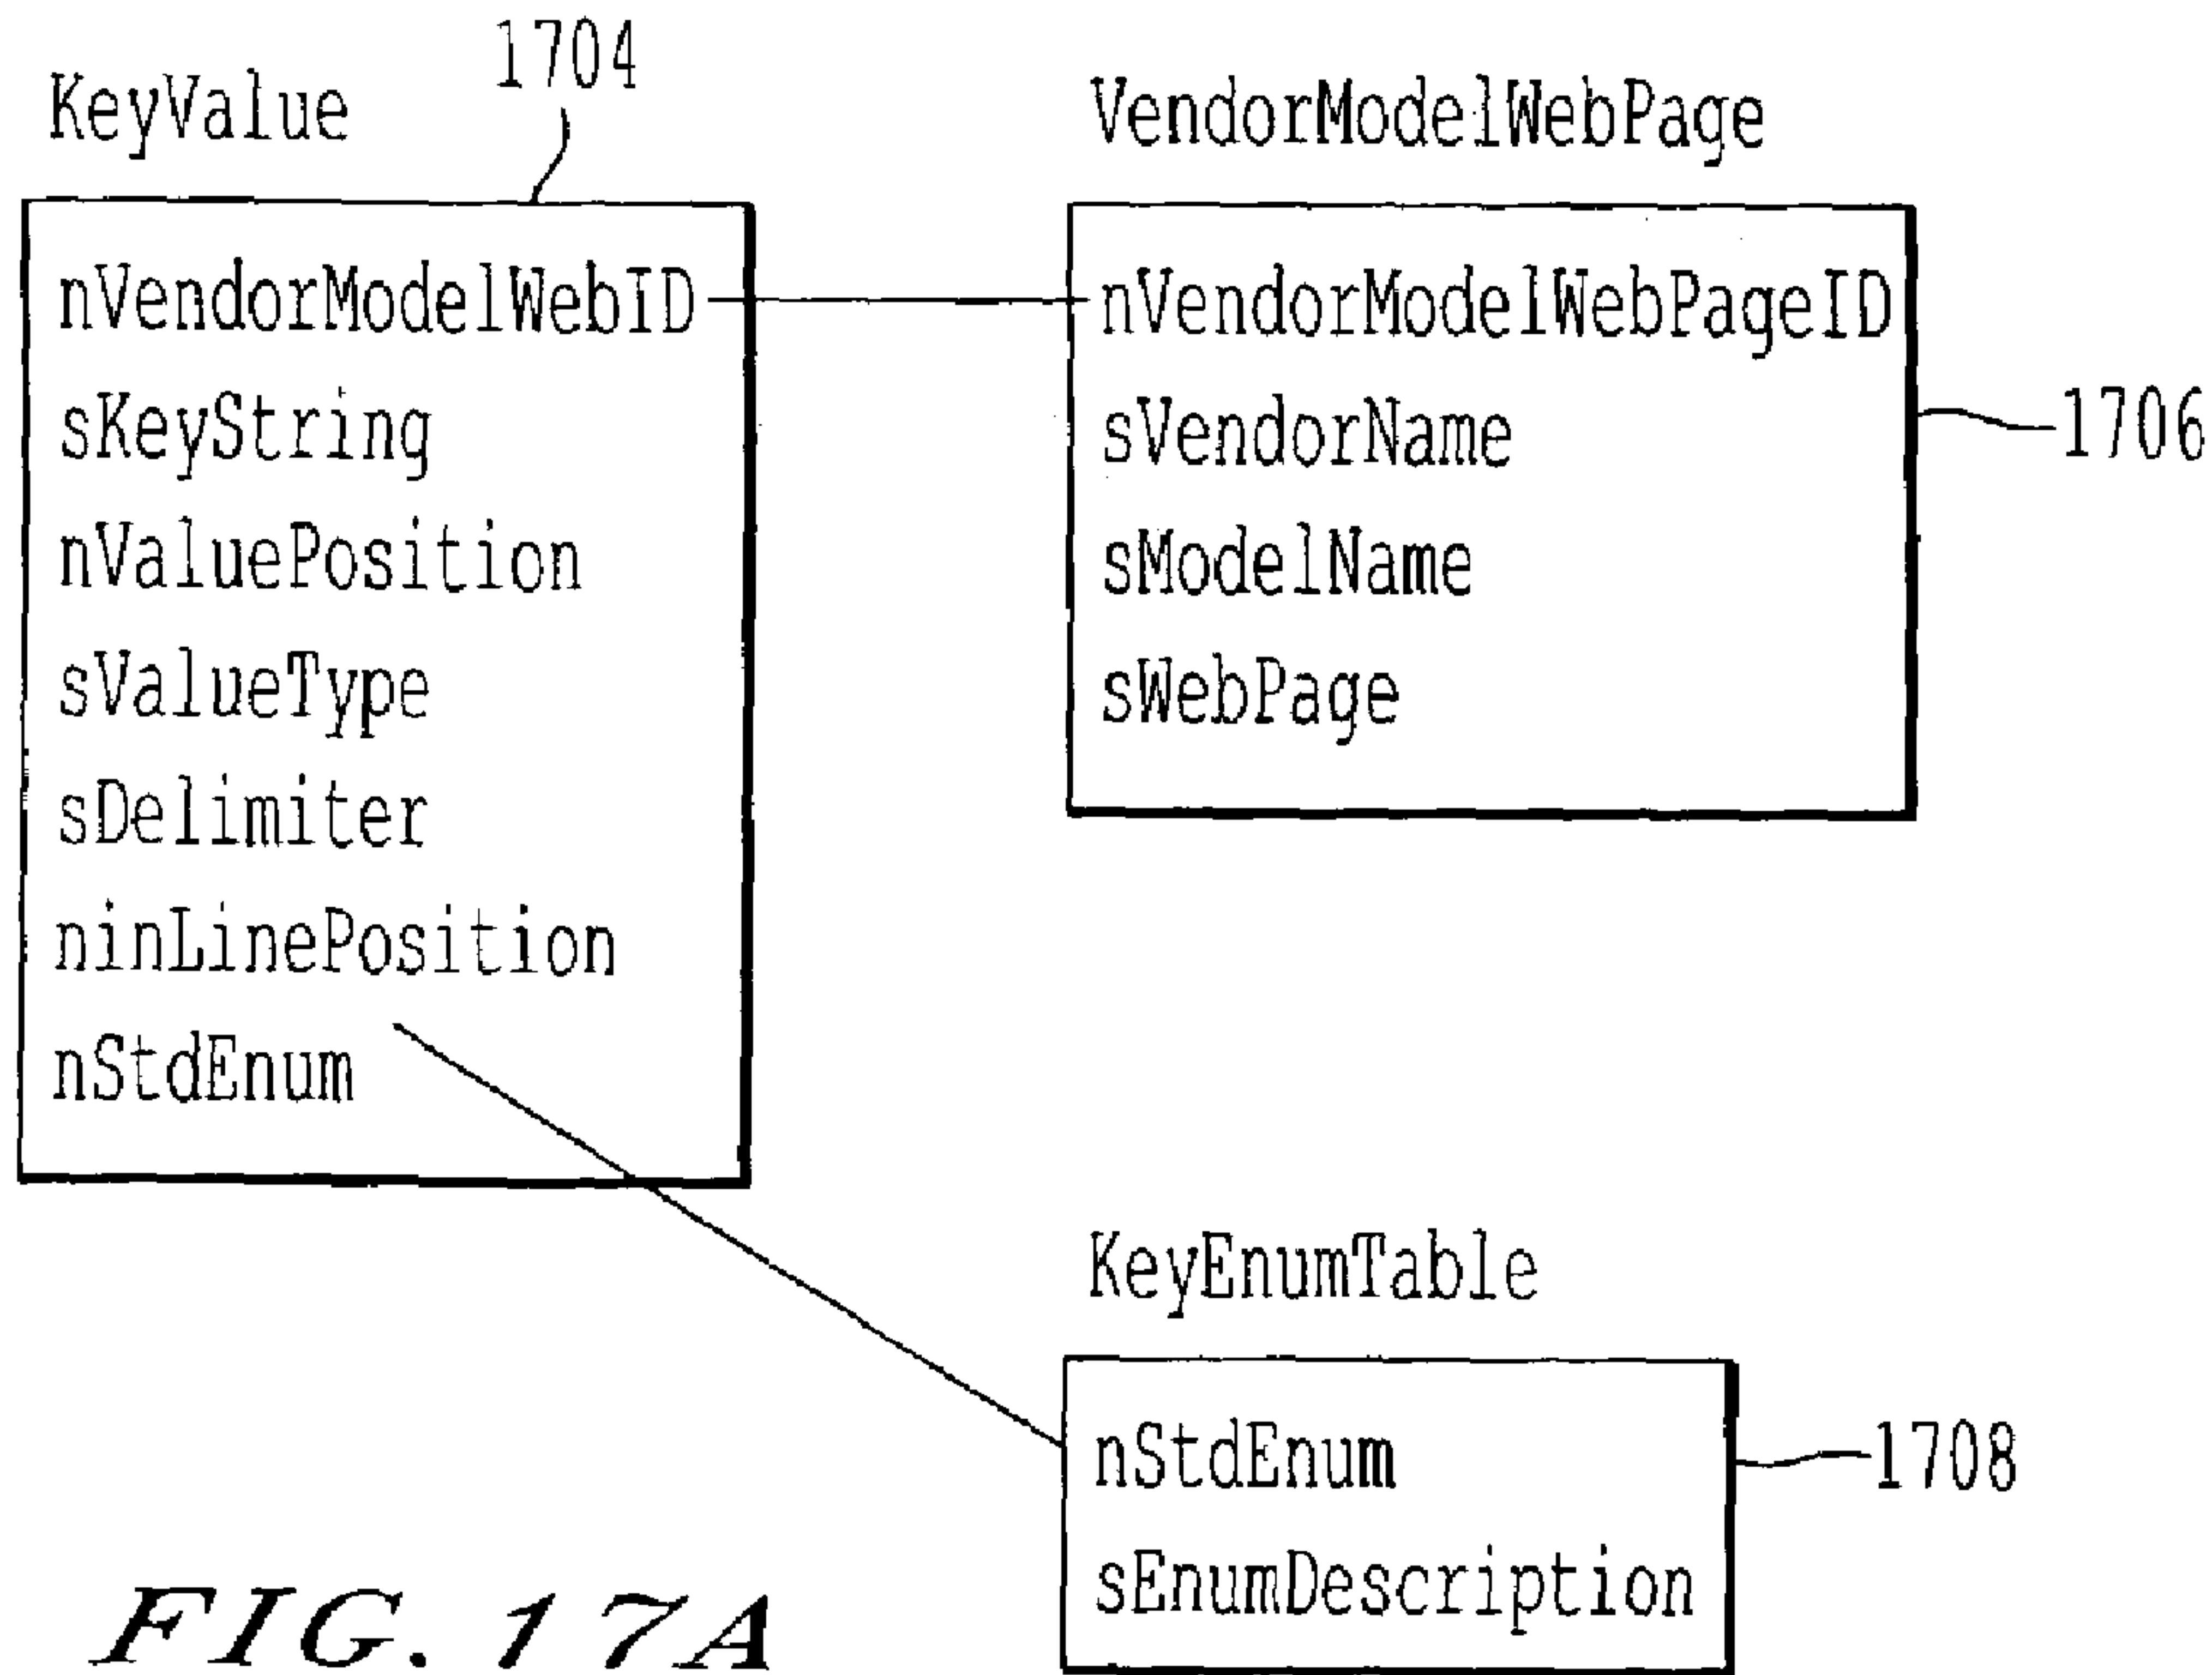 1704
KeyValue
nVendorModelWebID
sKeyString
nValuePosition
sValueType
sDelimiter
ninLinePosition
nStdEnum
VendorModelWebPage
nVendorModelWebPageID
sVendorName
sModelName
sWebPage
1706
KeyEnumTable
nStdEnum
sEnumDescription
1708
FIG. 17A